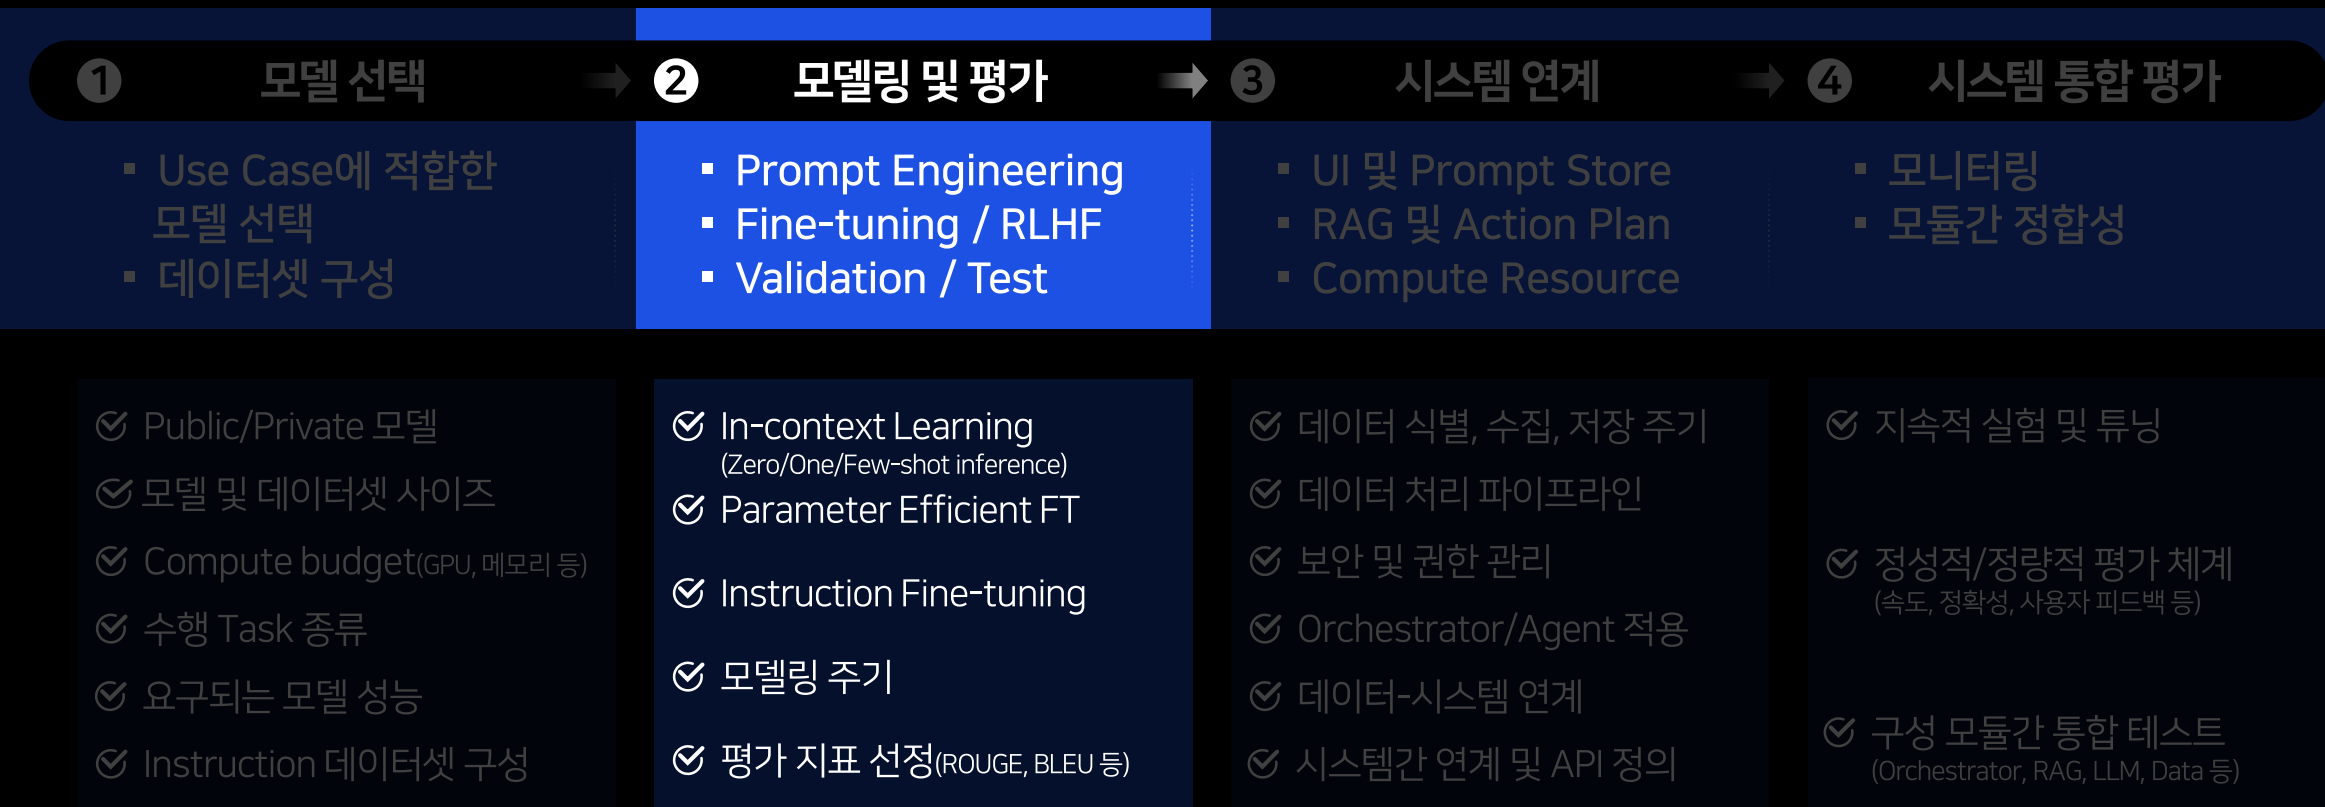 1 모델 선택
2 모델링 및 평가
3 시스템 연계
4 시스템 통합 평가
▪ Use Case에 적합한
모델 선택
▪ 데이터셋 구성
▪ Prompt Engineering
▪ Fine-tuning / RLHF
▪ Validation / Test
▪ UI 및 Prompt Store
▪ RAG 및 Action Plan
▪ Compute Resource
▪ 모니터링
▪ 모듈간 정합성
Public/Private 모델
모델 및 데이터셋 사이즈
Compute budget(GPU, 메모리 등)
수행 Task 종류
요구되는 모델 성능
Instruction 데이터셋 구성
In-context Learning
(Zero/One/Few-shot inference)
Parameter Efficient FT
Instruction Fine-tuning
모델링 주기
평가 지표 선정(ROUGE, BLEU 등)
데이터 식별, 수집, 저장 주기
데이터 처리 파이프라인
보안 및 권한 관리
Orchestrator/Agent 적용
데이터-시스템 연계
시스템간 연계 및 API 정의
지속적 실험 및 튜닝
정성적/정량적 평가 체계
(속도, 정확성, 사용자 피드백 등)
구성 모듈간 통합 테스트
(Orchestrator, RAG, LLM, Data 등)